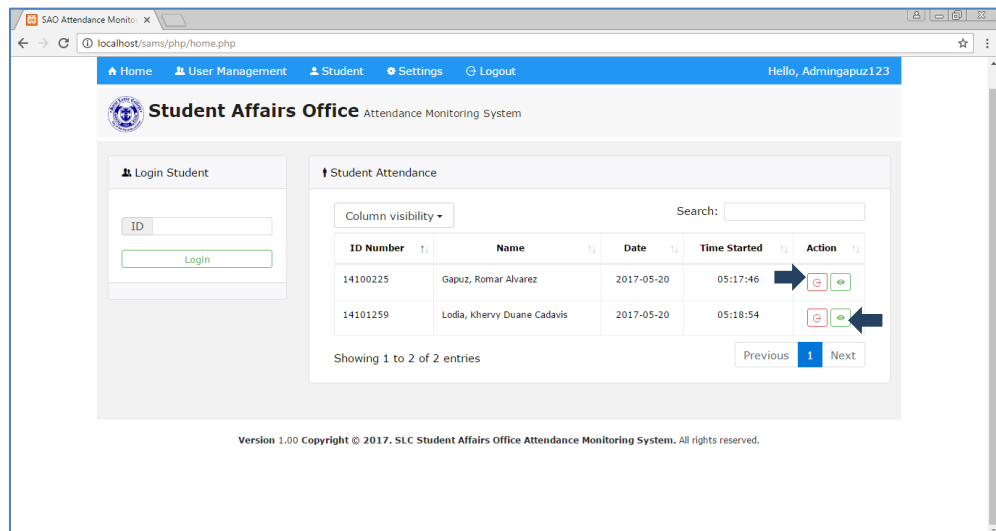 SAO Attendance Monito
localhost/sams/php/home.php
Home User Management Student Settings Logout Hello, Admingapuz123
Student Affairs Office Attendance Monitoring System
Login Student
ID
Login
Student Attendance
Column visibility Search:
ID Number Name Date Time Started Action
14100225 Gapuz, Romar Alvarez 2017-05-20 05:17:46
14101259 Lodia, Khervy Duane Cadavis 2017-05-20 05:18:54
Showing 1 to 2 of 2 entries Previous 1 Next
Version 1.00 Copyright © 2017. SLC Student Affairs Office Attendance Monitoring System. All rights reserved.